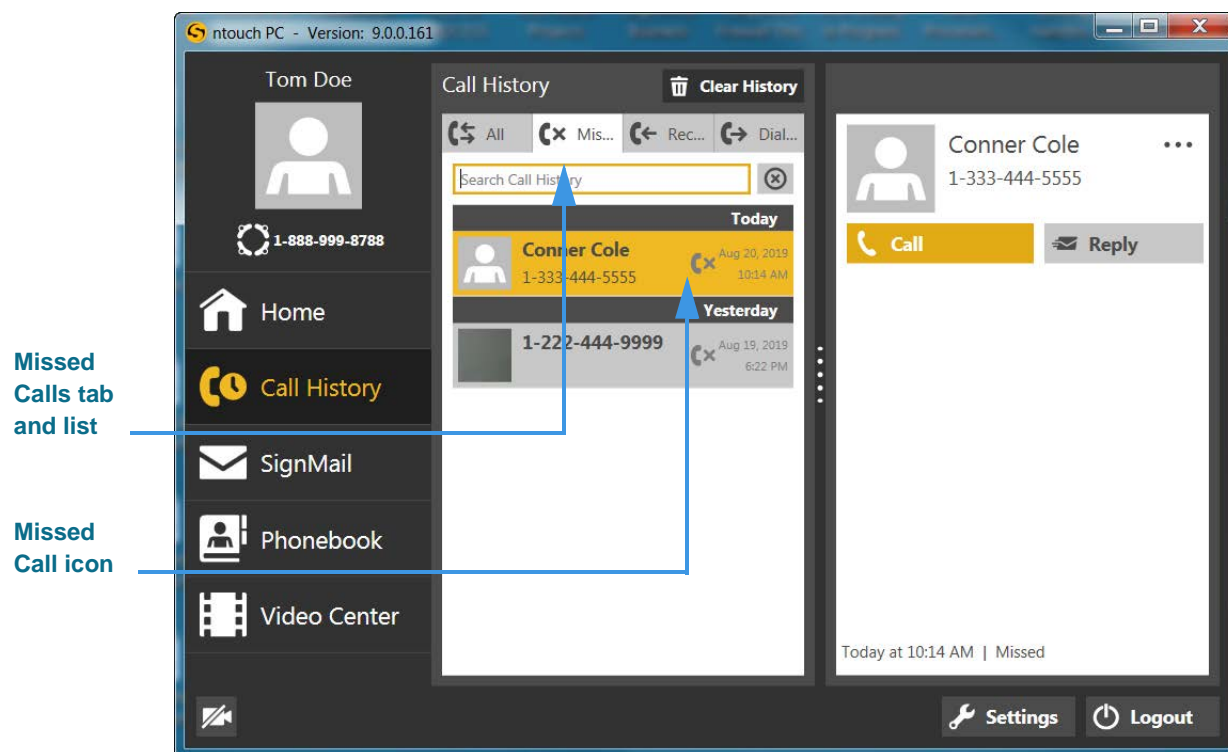 ntouch PC - Version: 9.0.0.161
Tom Doe
1-888-999-8788
Home
Call History
SignMail
Phonebook
Video Center
Call History
Clear History
All
Mis...
Rec...
Dial...
Search Call History
Today
Conner Cole
1-333-444-5555
Aug 20, 2019
10:14 AM
Yesterday
1-222-444-9999
Aug 19, 2019
6:22 PM
Conner Cole
1-333-444-5555
Call
Reply
Today at 10:14 AM | Missed
Settings
Logout
Missed
Calls tab
and list
Missed
Call icon